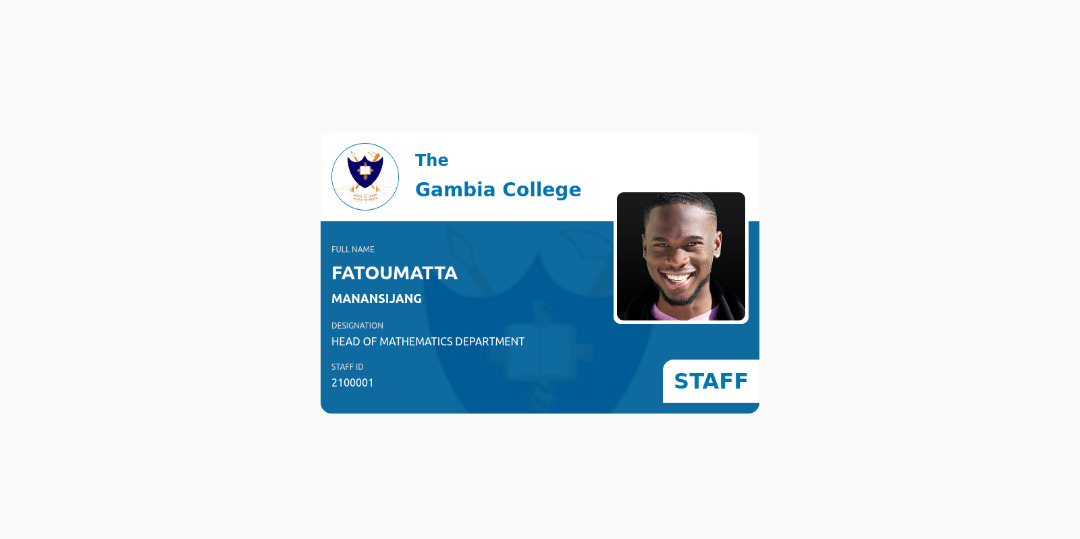 The
Gambia College
FULL NAME
FATOUMATTA
MANANSIJANG
DESIGNATION
HEAD OF MATHEMATICS DEPARTMENT
STAFF ID
2100001
STAFF